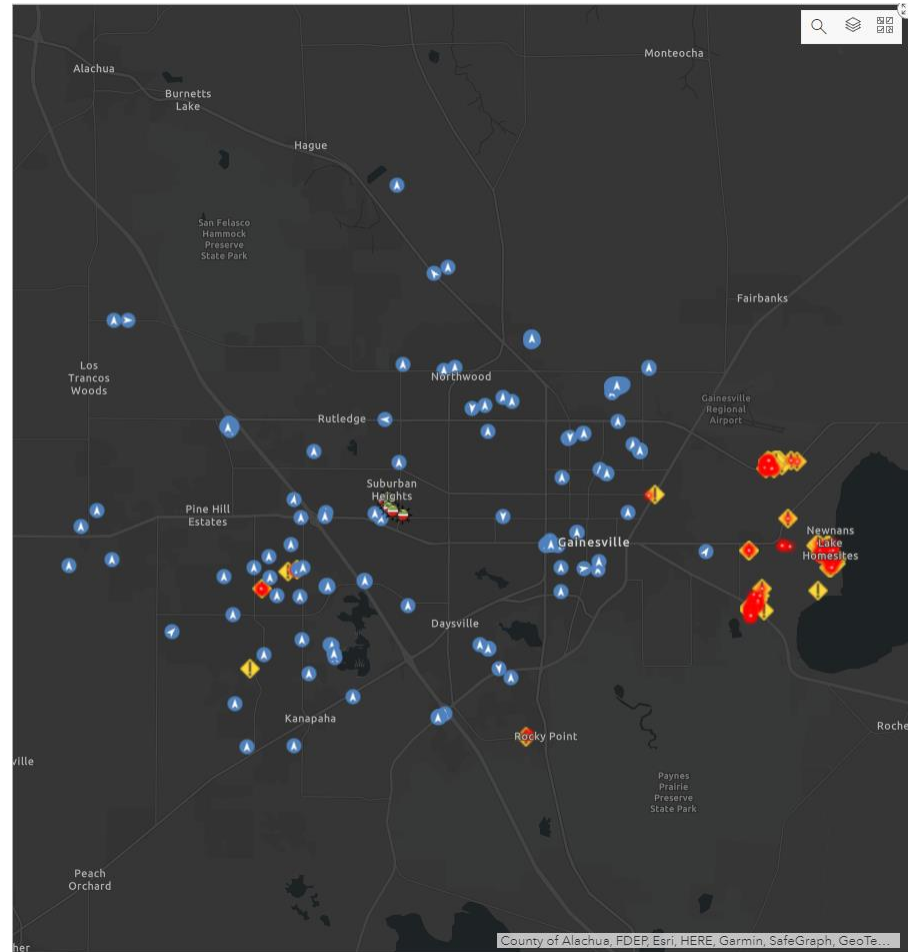 Monteocha
Alachua
Burnetts
Lake
Hague
San Felasco
Hammock
Preserve
State Park
Fairbanks
Los
Trancos
Woods
Northwood
Gainesville
Regional
Airport
Rutledge
Suburban
Heights
Pine Hill
Estates
Gainesville
Newnans
Lake
Homesites
Daysville
Kanapaha
Rocky Point
Roche
ville
Paynes
Prairie
Preserve
State Park
Peach
Orchard
her
County of Alachua, FDEP, Esri, HERE, Garmin, SafeGraph, GeoTe...